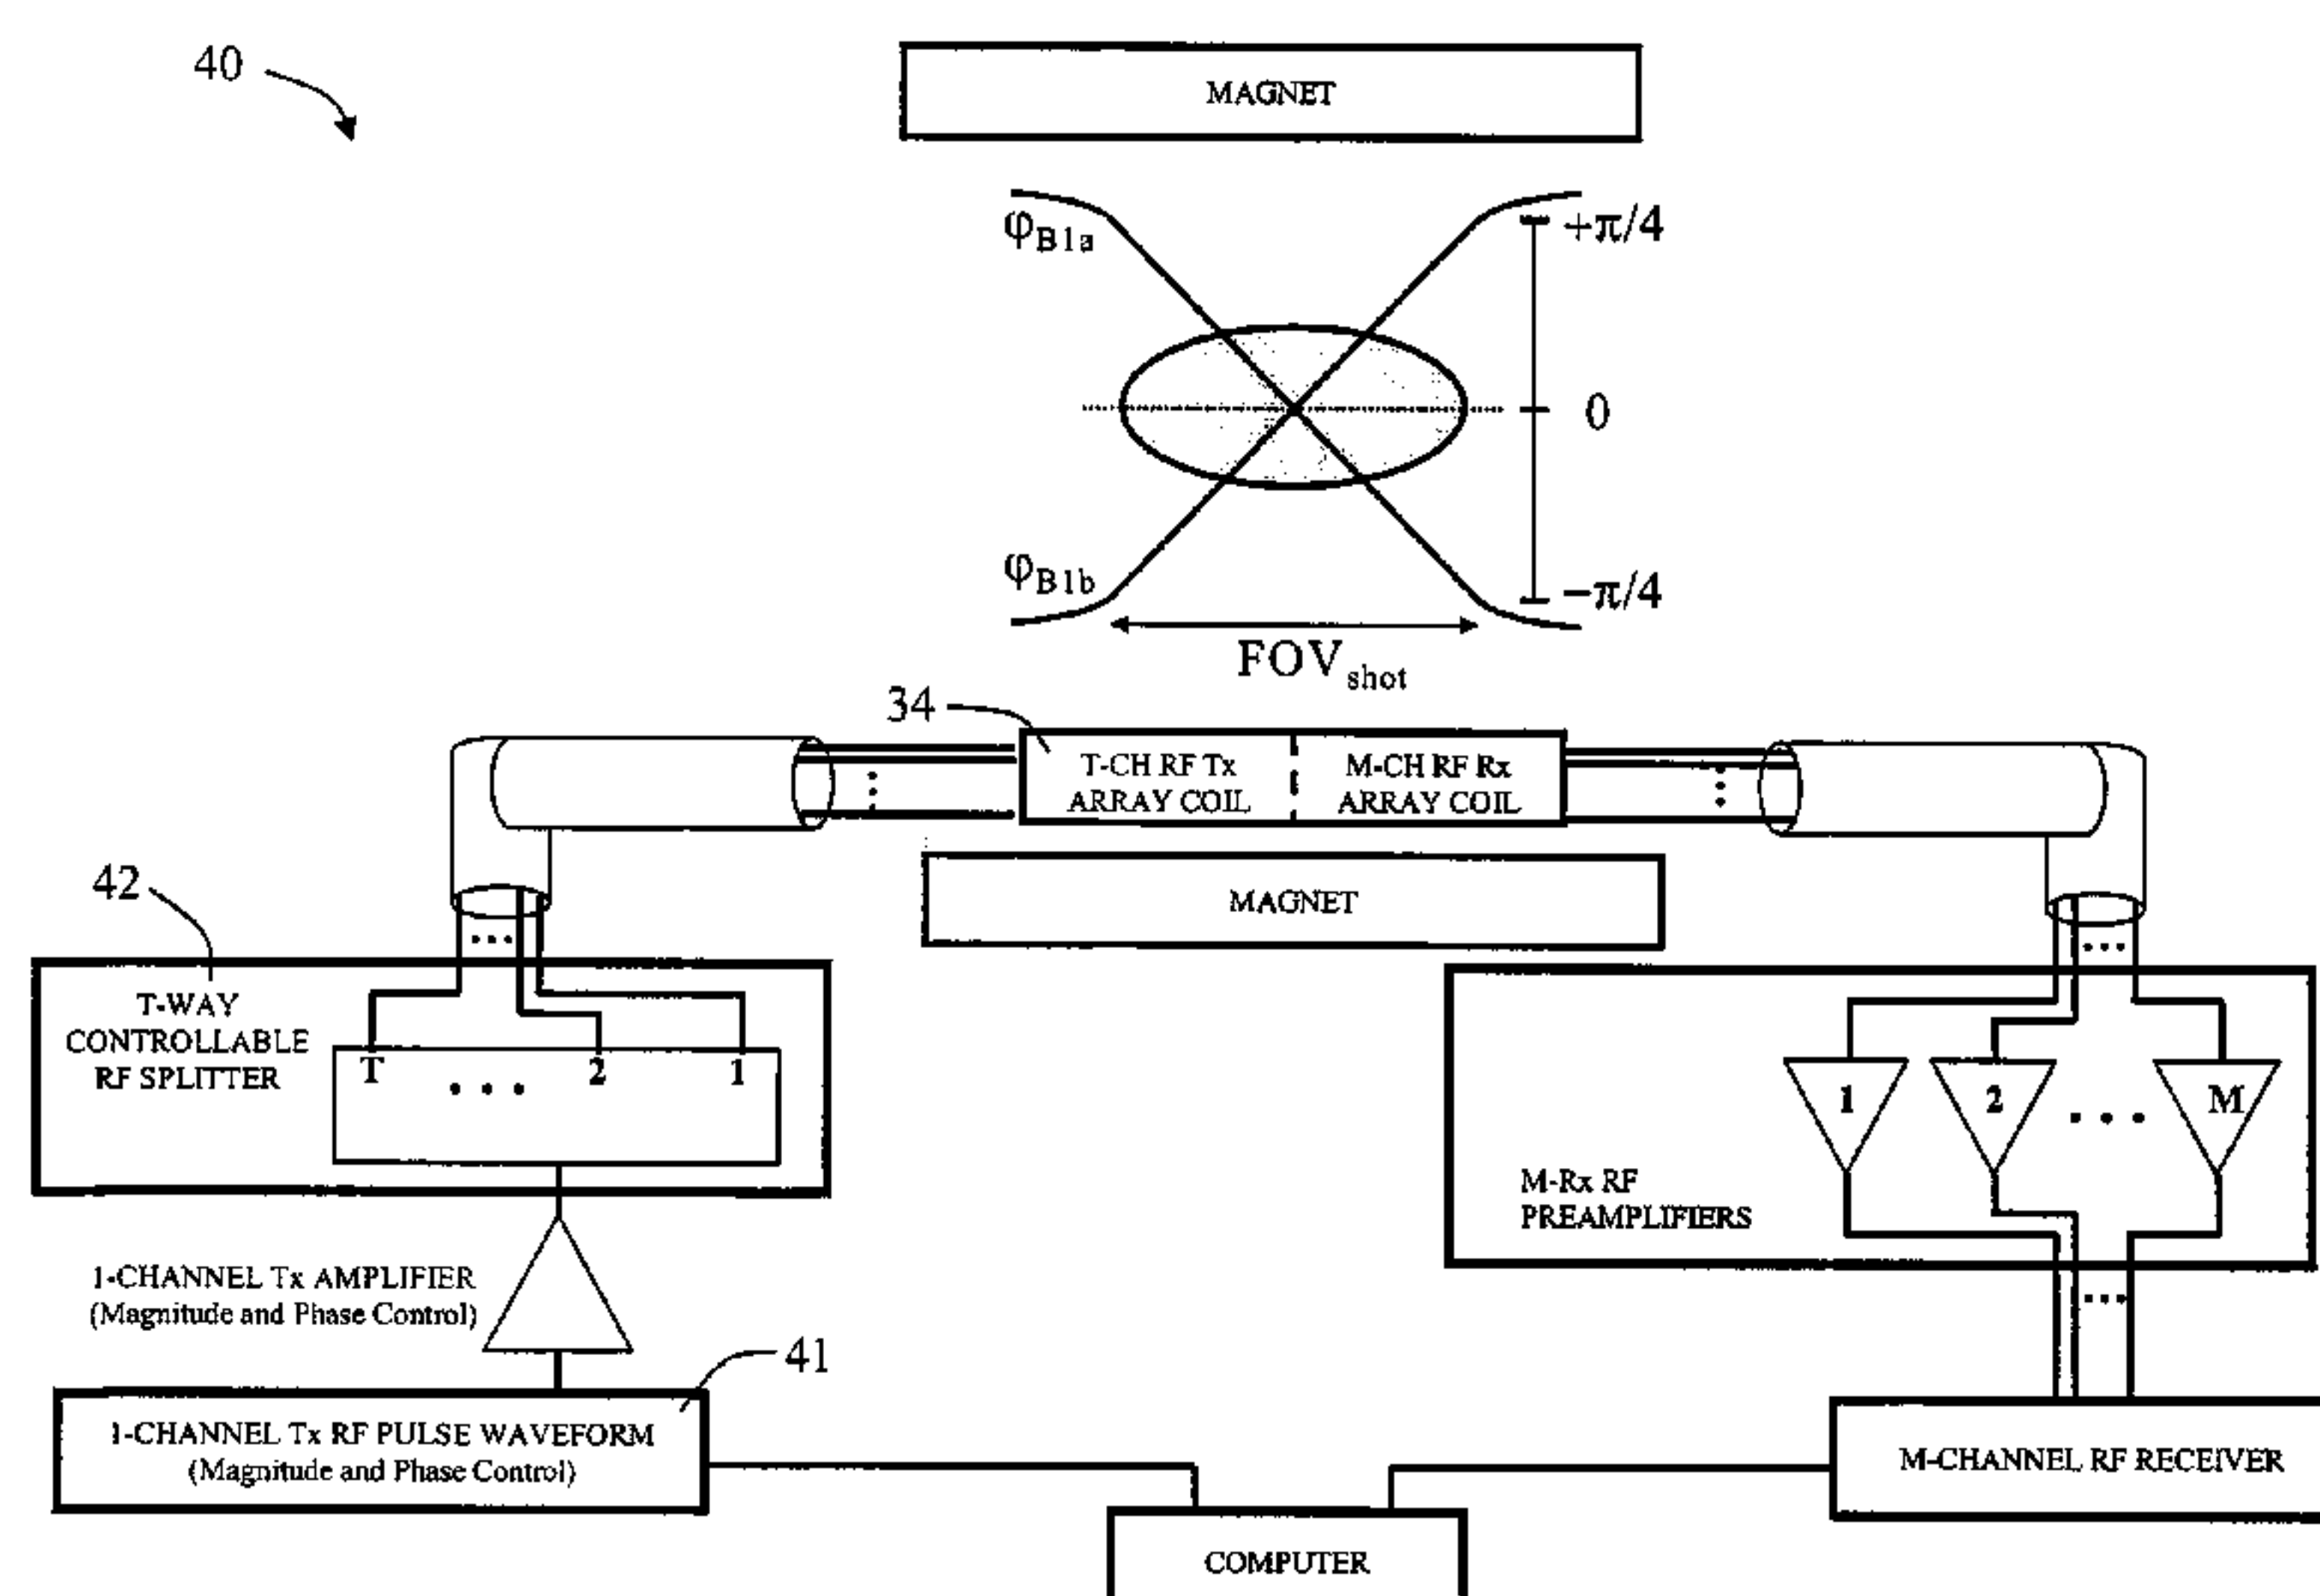 40
MAGNET
φB1a
+π/4
0
φB1b
−π/4
FOVshot
34
T-CH RF Tx
ARRAY COIL
M-CH RF Rx
ARRAY COIL
42
MAGNET
T-WAY
CONTROLLABLE
RF SPLITTER
T ... 2 1
1 2 ... M
M-Rx RF
PREAMPLIFIERS
1-CHANNEL Tx AMPLIFIER
(Magnitude and Phase Control)
41
1-CHANNEL Tx RF PULSE WAVEFORM
(Magnitude and Phase Control)
M-CHANNEL RF RECEIVER
COMPUTER